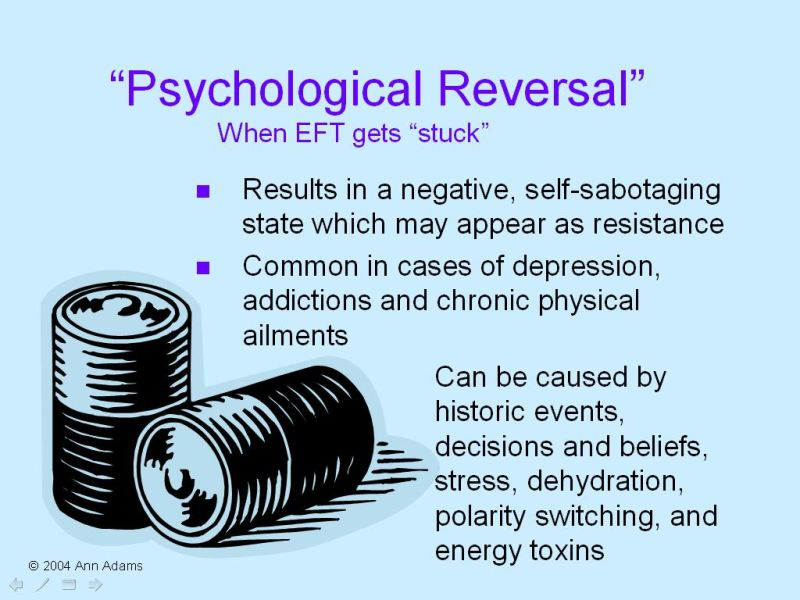 “Psychological Reversal”
When EFT gets “stuck”
Results in a negative, self-sabotaging
state which may appear as resistance
Common in cases of depression,
addictions and chronic physical
ailments
Can be caused by
historic events,
decisions and beliefs,
stress, dehydration,
polarity switching, and
energy toxins
© 2004 Ann Adams